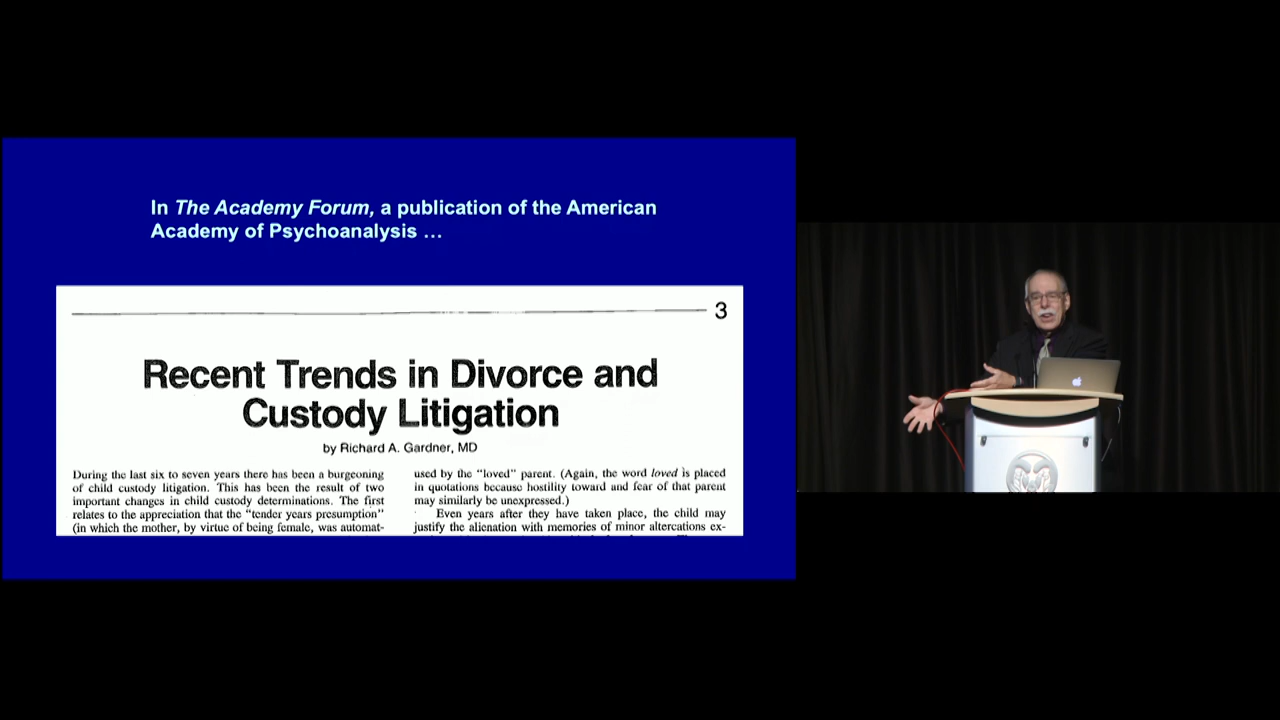 In The Academy Forum, a publication of the American
Academy of Psychoanalysis …
3
Recent Trends in Divorce and
Custody Litigation
by Richard A. Gardner, MD
During the last six to seven years there has been a burgeoning
of child custody litigation. This has been the result of two
important changes in child custody determinations. The first
relates to the appreciation that the “tender years presumption”
(in which the mother, by virtue of being female, was automat-
used by the “loved” parent. (Again, the word loved is placed
in quotations because hostility toward and fear of that parent
may similarly be unexpressed.)
Even years after they have taken place, the child may
justify the alienation with memories of minor altercations ex-